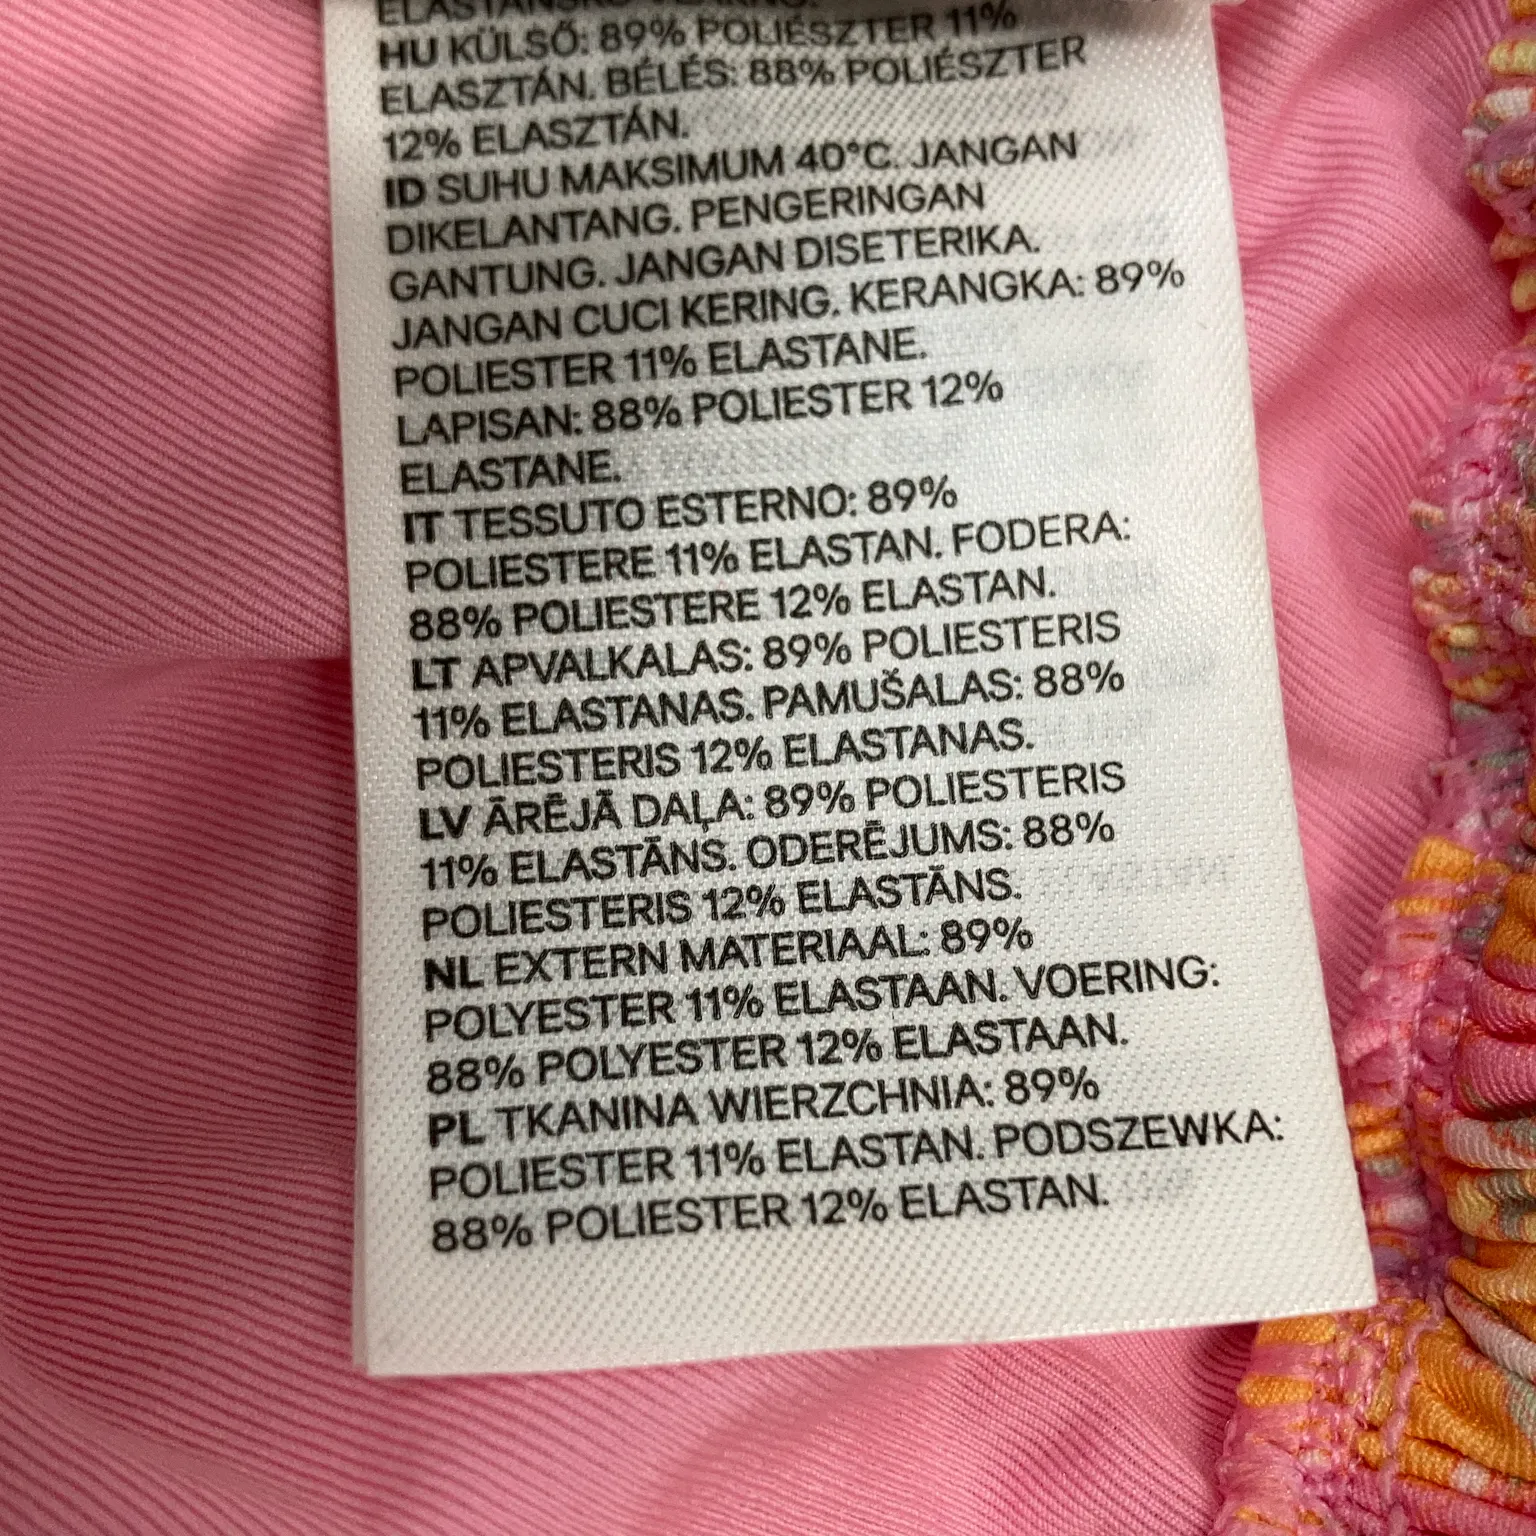 HU KÜLSŐ: 89% POLIÉSZTER 11%
ELASZTÁN. BÉLÉS: 88% POLIÉSZTER
12% ELASZTÁN.
ID SUHU MAKSIMUM 40°C. JANGAN
DIKELANTANG. PENGERINGAN
GANTUNG. JANGAN DISETERIKA.
JANGAN CUCI KERING. KERANGKA: 89%
POLIESTER 11% ELASTANE.
LAPISAN: 88% POLIESTER 12%
ELASTANE.
IT TESSUTO ESTERNO: 89%
POLIESTERE 11% ELASTAN. FODERA:
88% POLIESTERE 12% ELASTAN.
LT APVALKALAS: 89% POLIESTERIS
11% ELASTANAS. PAMUŠALAS: 88%
POLIESTERIS 12% ELASTANAS.
LV ĀRĒJĀ DAĻA: 89% POLIESTERIS
11% ELASTĀNS. ODERĒJUMS: 88%
POLIESTERIS 12% ELASTĀNS.
NL EXTERN MATERIAAL: 89%
POLYESTER 11% ELASTAAN. VOERING:
88% POLYESTER 12% ELASTAAN.
PL TKANINA WIERZCHNIA: 89%
POLIESTER 11% ELASTAN. PODSZEWKA:
88% POLIESTER 12% ELASTAN.